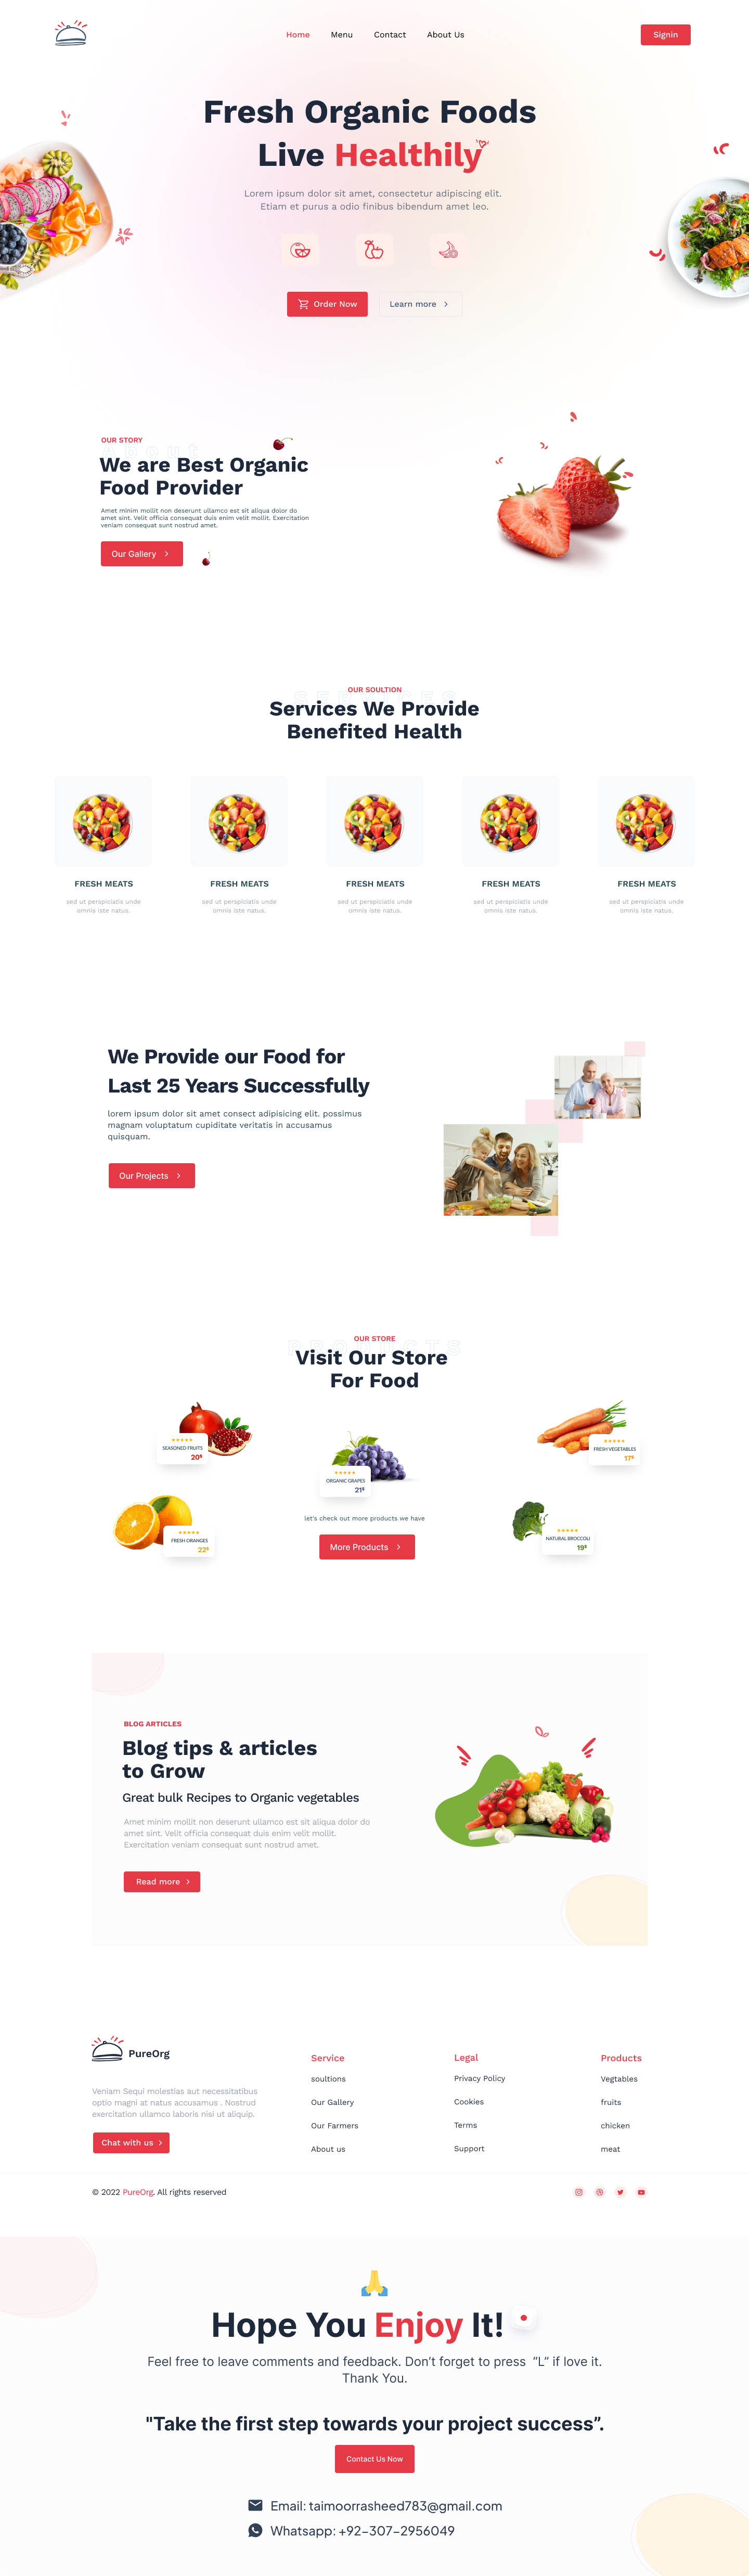 Home Menu Contact About Us Signin
Fresh Organic Foods
Live Healthily
Lorem ipsum dolor sit amet, consectetur adipiscing elit.
Etiam et purus a odio finibus bibendum amet leo.
Order Now Learn more
OUR STORY
About
We are Best Organic
Food Provider
Amet minim mollit non deserunt ullamco est sit aliqua dolor do
amet sint. Velit officia consequat duis enim velit mollit. Exercitation
veniam consequat sunt nostrud amet.
Our Gallery
OUR SOULTION
SERVICES
Services We Provide
Benefited Health
FRESH MEATS FRESH MEATS FRESH MEATS FRESH MEATS FRESH MEATS
sed ut perspiciatis unde sed ut perspiciatis unde sed ut perspiciatis unde sed ut perspiciatis unde sed ut perspiciatis unde
omnis iste natus. omnis iste natus. omnis iste natus. omnis iste natus. omnis iste natus.
We Provide our Food for
Last 25 Years Successfully
lorem ipsum dolor sit amet consect adipisicing elit. possimus
magnam voluptatum cupiditate veritatis in accusamus
quisquam.
Our Projects
OUR STORE
PRODUCTS
Visit Our Store
For Food
SEASONED FRUITS
20$
FRESH VEGETABLES
17$
ORGANIC GRAPES
21$
FRESH ORANGES
22$
NATURAL BROCCOLI
19$
let's check out more products we have
More Products
BLOG ARTICLES
Blog tips & articles
to Grow
Great bulk Recipes to Organic vegetables
Amet minim mollit non deserunt ullamco est sit aliqua dolor do
amet sint. Velit officia consequat duis enim velit mollit.
Exercitation veniam consequat sunt nostrud amet.
Read more
PureOrg
Veniam Sequi molestias aut necessitatibus
optio magni at natus accusamus . Nostrud
exercitation ullamco laboris nisi ut aliquip.
Chat with us
Service
soultions
Our Gallery
Our Farmers
About us
Legal
Privacy Policy
Cookies
Terms
Support
Products
Vegtables
fruits
chicken
meat
© 2022 PureOrg. All rights reserved
Hope You Enjoy It!
Feel free to leave comments and feedback. Don't forget to press “L” if love it.
Thank You.
"Take the first step towards your project success”.
Contact Us Now
Email: taimoorrasheed783@gmail.com
Whatsapp: +92-307-2956049